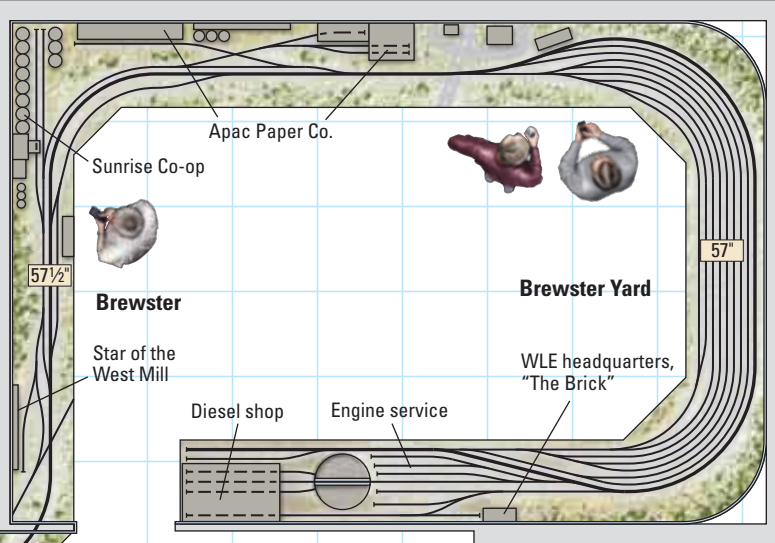 Apac Paper Co.
Sunrise Co-op
57½"
57"
Brewster
Brewster Yard
Star of the
West Mill
WLE headquarters,
“The Brick”
Diesel shop
Engine service